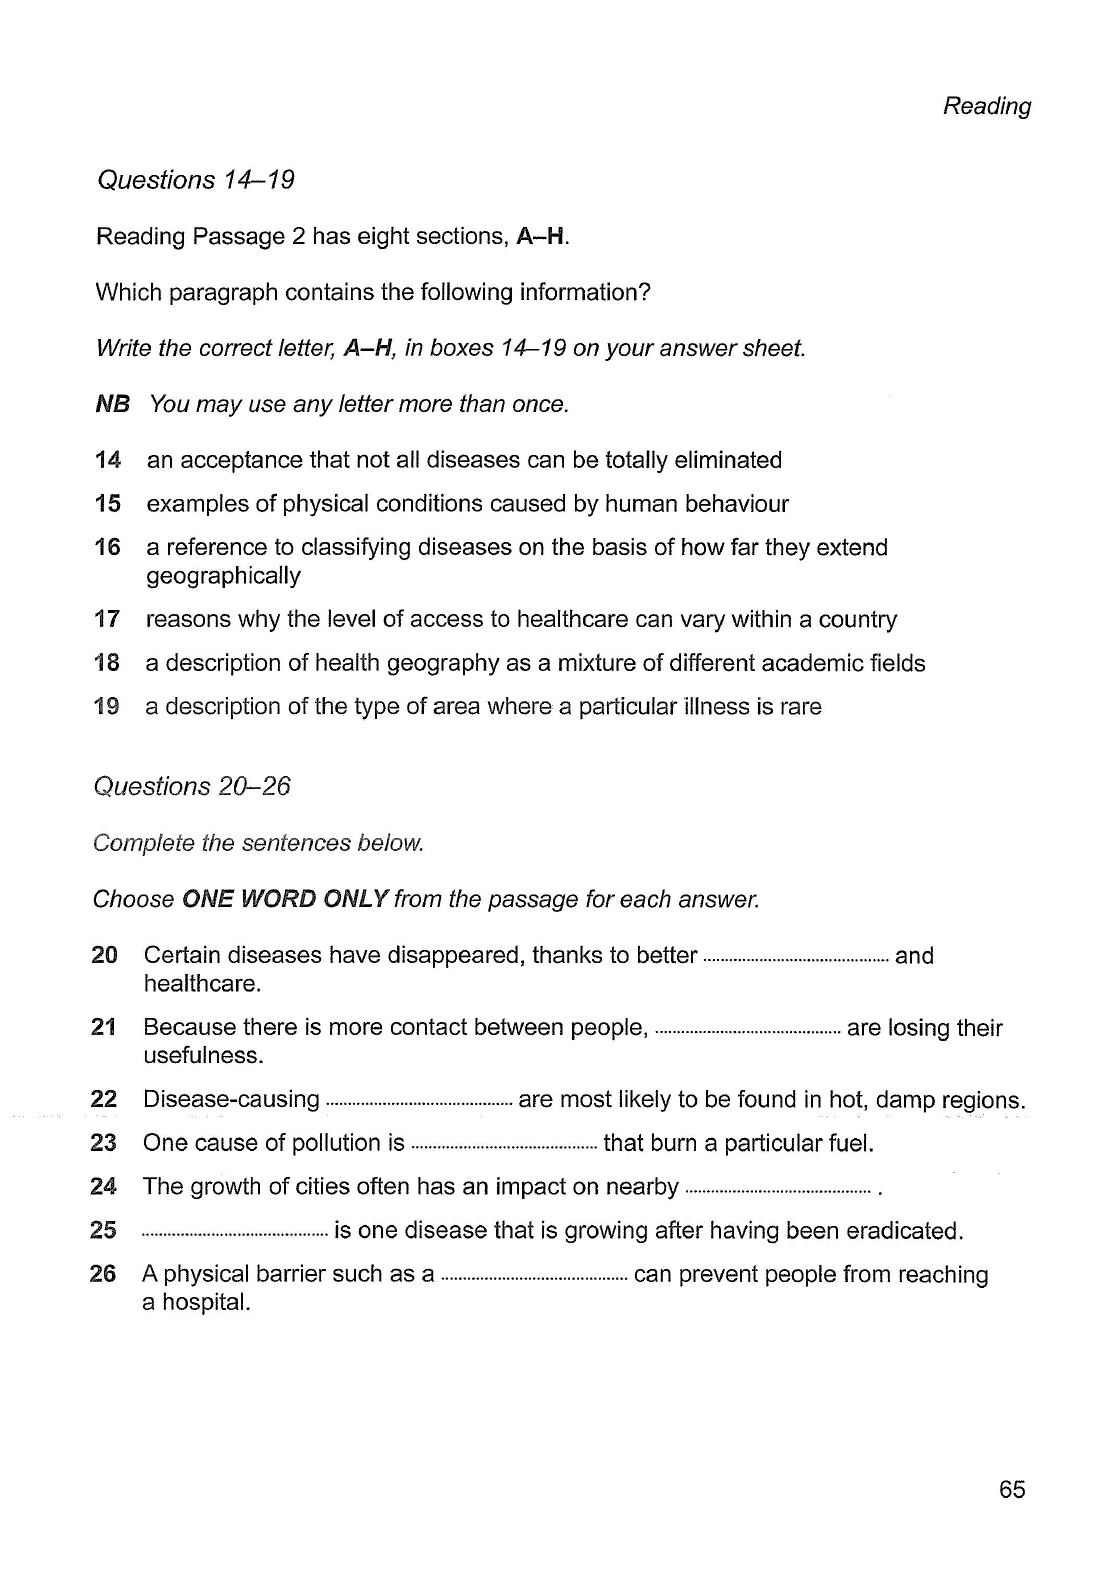 Reading
Questions 14–19
Reading Passage 2 has eight sections, A–H.
Which paragraph contains the following information?
Write the correct letter, A–H, in boxes 14–19 on your answer sheet.
NB You may use any letter more than once.
14 an acceptance that not all diseases can be totally eliminated
15 examples of physical conditions caused by human behaviour
16 a reference to classifying diseases on the basis of how far they extend
geographically
17 reasons why the level of access to healthcare can vary within a country
18 a description of health geography as a mixture of different academic fields
19 a description of the type of area where a particular illness is rare
Questions 20–26
Complete the sentences below.
Choose ONE WORD ONLY from the passage for each answer.
20 Certain diseases have disappeared, thanks to better .......................................... and
healthcare.
21 Because there is more contact between people, .......................................... are losing their
usefulness.
22 Disease-causing .......................................... are most likely to be found in hot, damp regions.
23 One cause of pollution is .......................................... that burn a particular fuel.
24 The growth of cities often has an impact on nearby .......................................... .
25 .......................................... is one disease that is growing after having been eradicated.
26 A physical barrier such as a .......................................... can prevent people from reaching
a hospital.
65